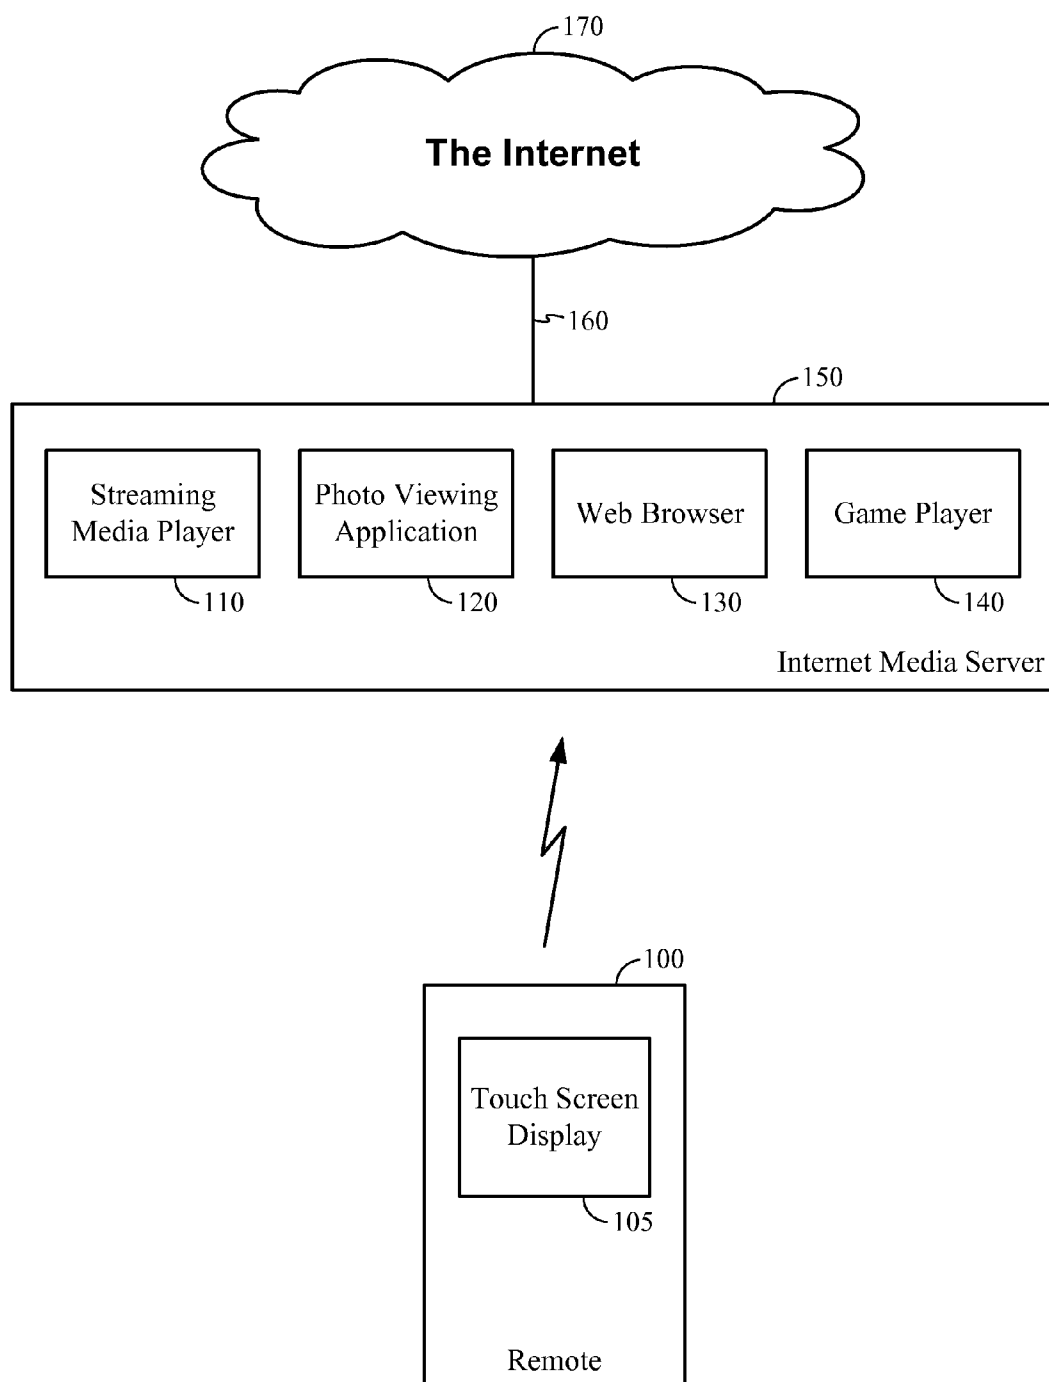 170
The Internet
160
150
Streaming
Media Player
110
Photo Viewing
Application
120
Web Browser
130
Game Player
140
Internet Media Server
100
Touch Screen
Display
105
Remote